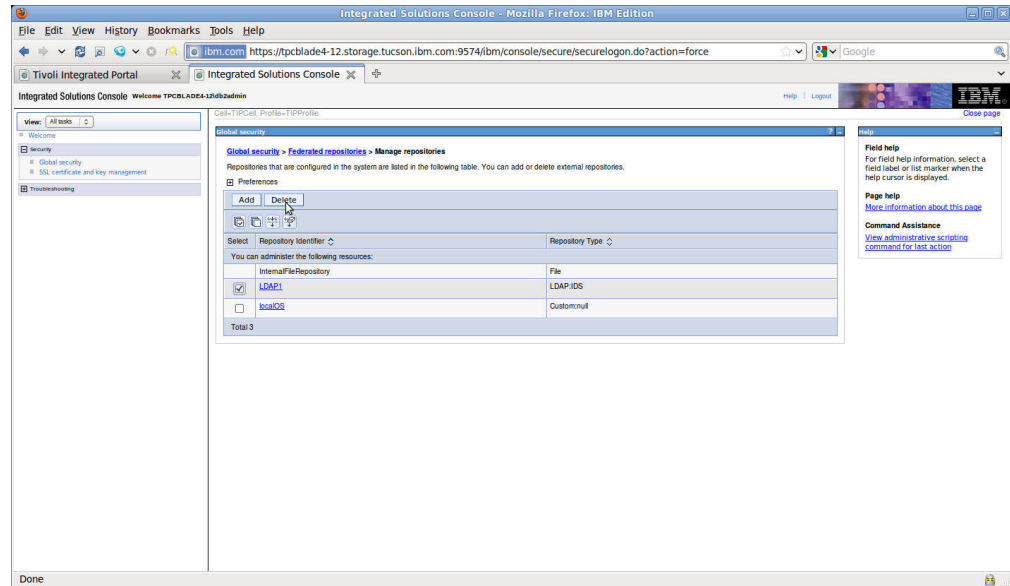 Integrated Solutions Console - Mozilla Firefox: IBM Edition
File Edit View History Bookmarks Tools Help
ibm.com https://tpcblade4-12.storage.tucson.ibm.com:9574/ibm/console/secure/securelogon.do?action=force
Google
Tivoli Integrated Portal
Integrated Solutions Console
Integrated Solutions Console Welcome TPCBLADE4-12\db2admin
Help | Logout
IBM.
View: All tasks
Welcome
Security
Global security
SSL certificate and key management
Troubleshooting
Cell=TIPCell, Profile=TIPProfile
Close page
Global security
? -
Global security > Federated repositories > Manage repositories
Repositories that are configured in the system are listed in the following table. You can add or delete external repositories.
Preferences
Add Delete
Select Repository Identifier Repository Type
You can administer the following resources:
InternalFileRepository File
LDAP1 LDAP:IDS
localOS Custom:null
Total 3
Help
Field help
For field help information, select a
field label or list marker when the
help cursor is displayed.
Page help
More information about this page
Command Assistance
View administrative scripting
command for last action
Done